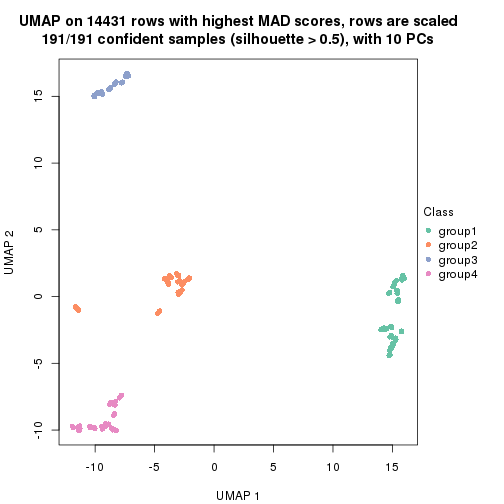 UMAP on 14431 rows with highest MAD scores, rows are scaled
191/191 confident samples (silhouette > 0.5), with 10 PCs
15
10
5
0
-5
-10
UMAP 2
-10
-5
0
5
10
15
UMAP 1
Class
group1
group2
group3
group4